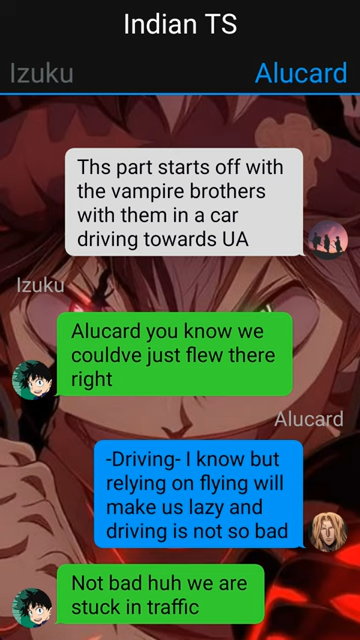 Indian TS
Izuku Alucard
Ths part starts off with
the vampire brothers
with them in a car
driving towards UA
Izuku
Alucard you know we
couldve just flew there
right
Alucard
-Driving- I know but
relying on flying will
make us lazy and
driving is not so bad
Not bad huh we are
stuck in traffic